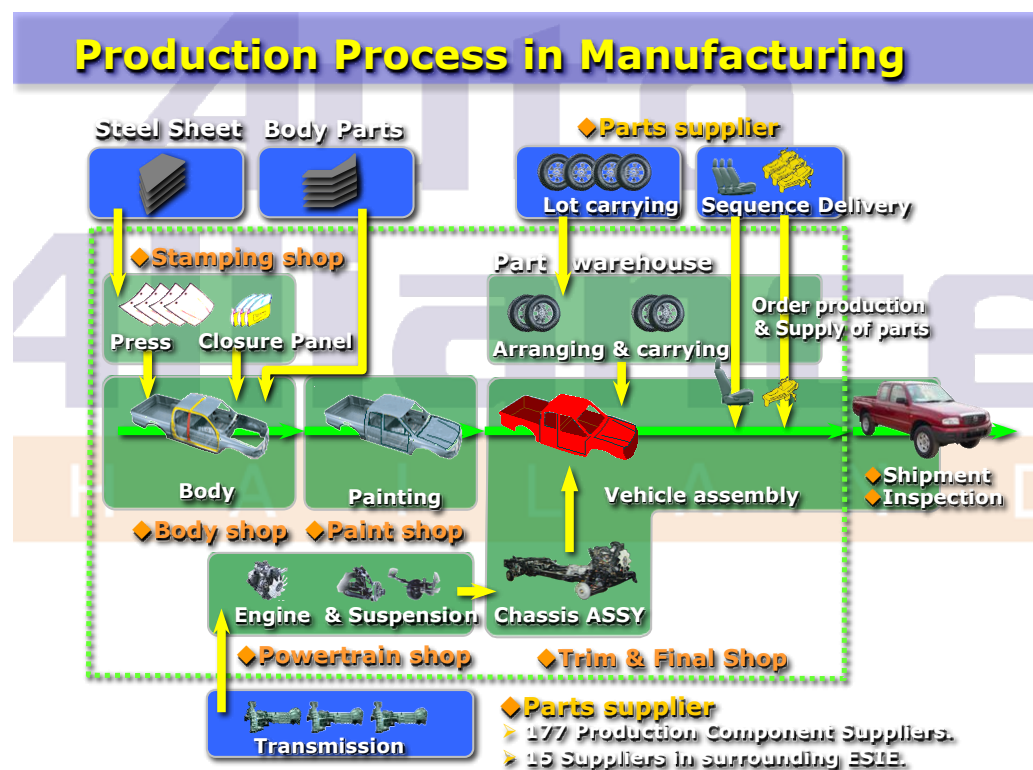 Production Process in Manufacturing
Steel Sheet
Body Parts
◆Parts supplier
Lot carrying
Sequence Delivery
◆Stamping shop
Part warehouse
Press
Closure Panel
Arranging & carrying
Order production
& Supply of parts
Body
Painting
Vehicle assembly
◆Shipment
◆Inspection
◆Body shop
◆Paint shop
Engine & Suspension
Chassis ASSY
◆Powertrain shop
◆Trim & Final Shop
Transmission
◆Parts supplier
➢ 177 Production Component Suppliers.
➢ 15 Suppliers in surrounding ESIE.